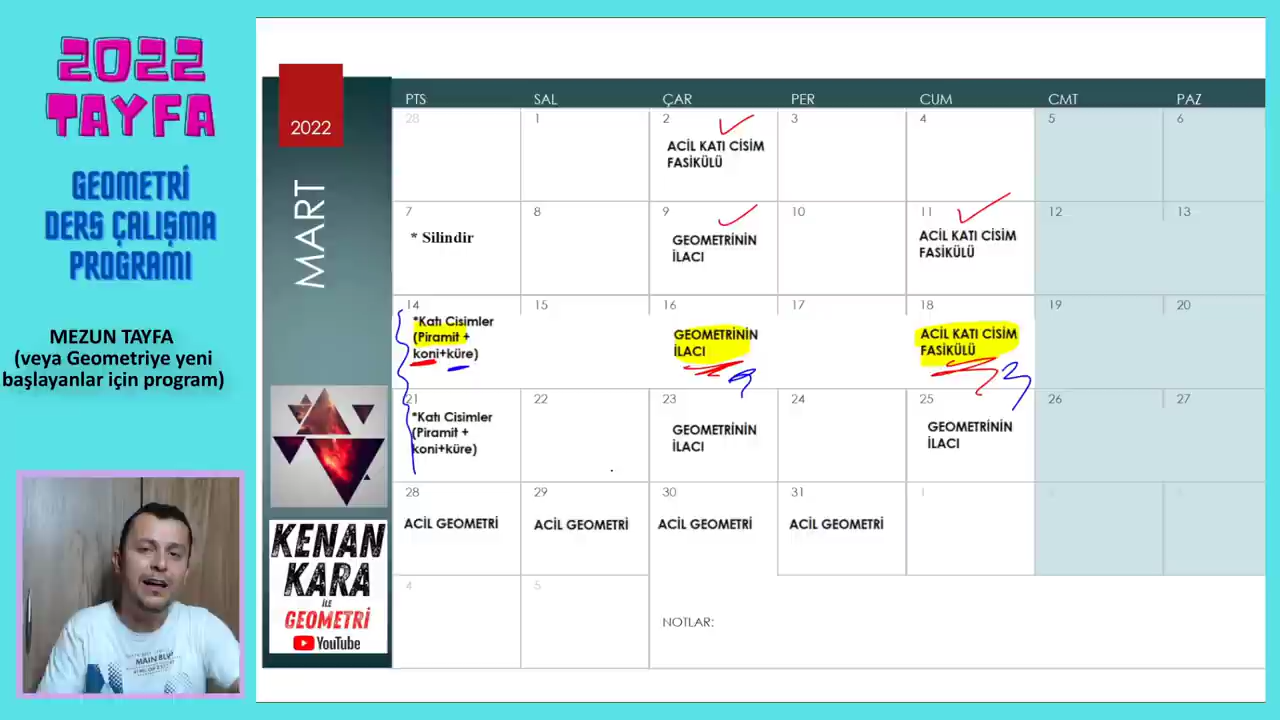 2022
TAYFA
GEOMETRİ
DERS ÇALIŞMA
PROGRAMI
MEZUN TAYFA
(veya Geometriye yeni
başlayanlar için program)
2022
MART
PTS SAL ÇAR PER CUM CMT PAZ
28 1 2 3 4 5 6
ACİL KATI CİSİM
FASİKÜLÜ
7 8 9 10 11 12 13
* Silindir
GEOMETRİNİN
İLACI
ACİL KATI CİSİM
FASİKÜLÜ
14 15 16 17 18 19 20
*Katı Cisimler
(Piramit +
koni+küre)
GEOMETRİNİN
İLACI
ACİL KATI CİSİM
FASİKÜLÜ
21 22 23 24 25 26 27
*Katı Cisimler
(Piramit +
koni+küre)
GEOMETRİNİN
İLACI
GEOMETRİNİN
İLACI
28 29 30 31 1
ACİL GEOMETRİ ACİL GEOMETRİ ACİL GEOMETRİ ACİL GEOMETRİ
4 5
NOTLAR:
KENAN
KARA
İLE
GEOMETRİ
YouTube